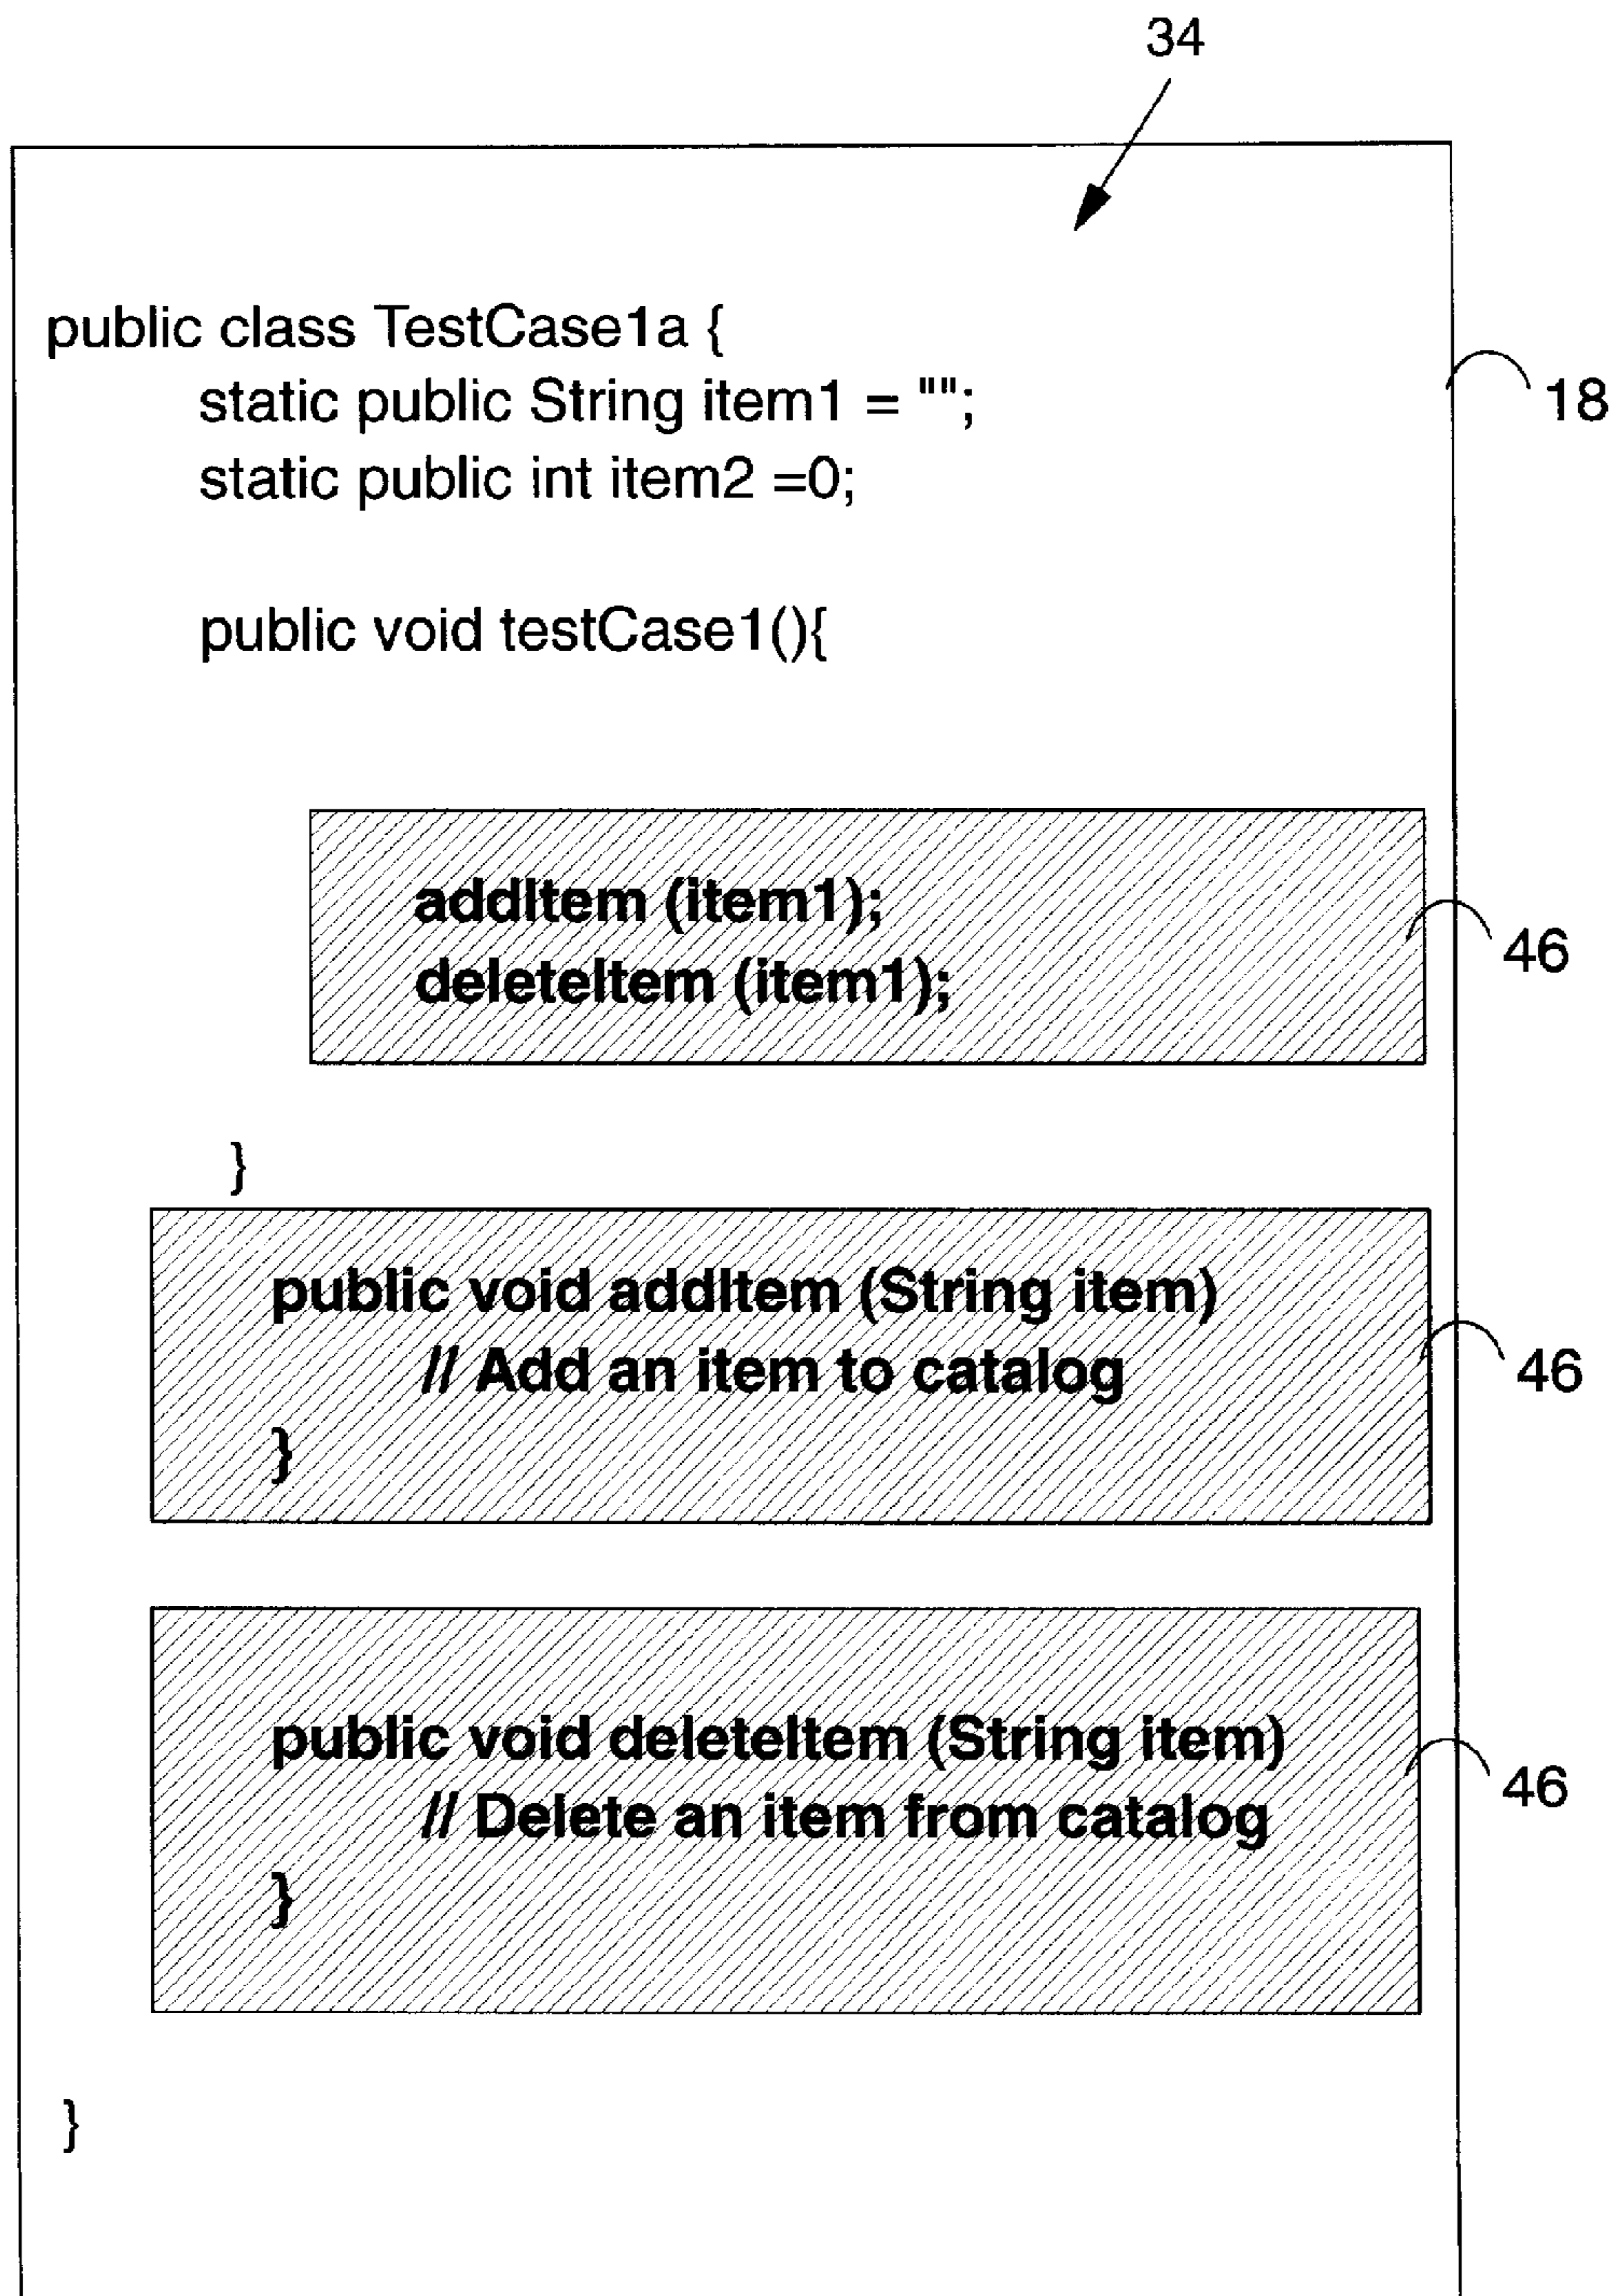 34
public class TestCase1a {
static public String item1 = "";
18
static public int item2 =0;
public void testCase1(){
addItem (item1);
46
deleteItem (item1);
}
public void addItem (String item)
// Add an item to catalog
46
}
public void deleteItem (String item)
46
// Delete an item from catalog
}
}